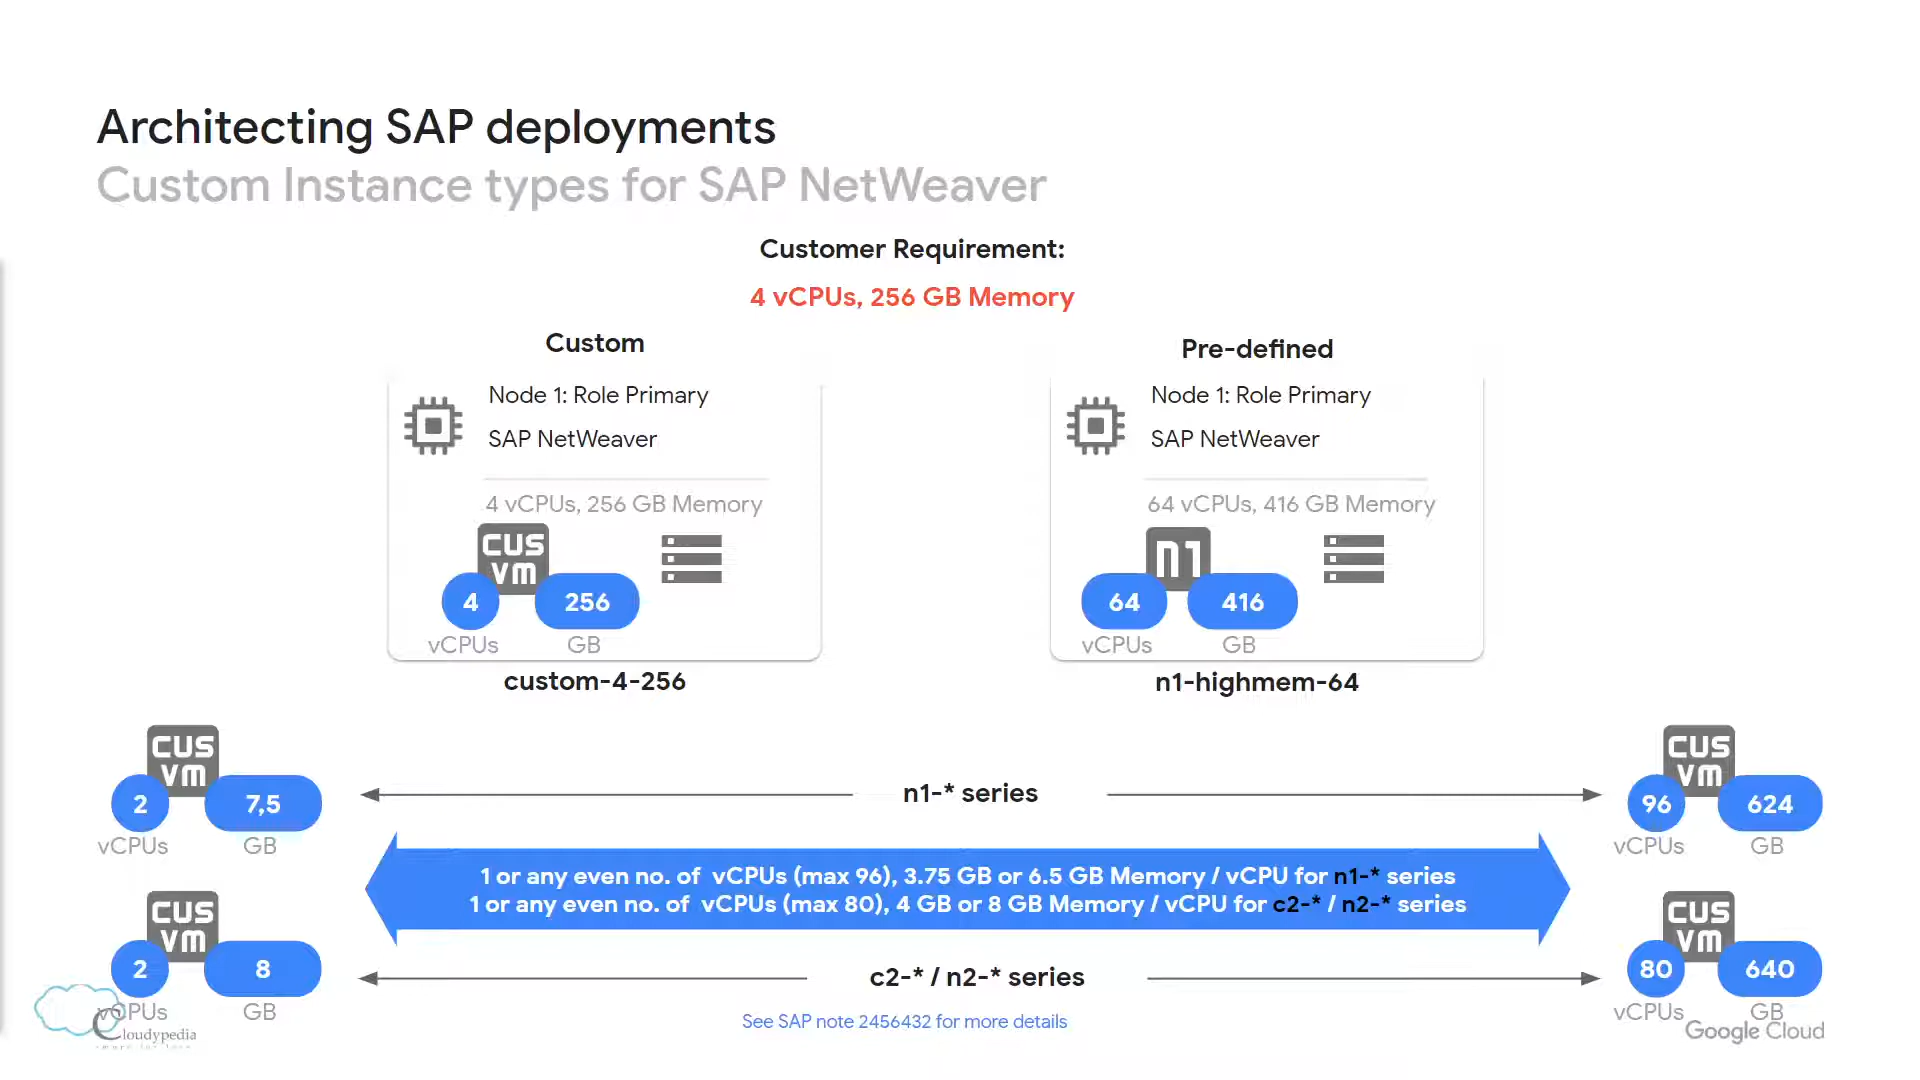 Architecting SAP deployments
Custom Instance types for SAP NetWeaver
Customer Requirement:
4 vCPUs, 256 GB Memory
Custom
Node 1: Role Primary
SAP NetWeaver
4 vCPUs, 256 GB Memory
CUS
VM
4
256
vCPUs
GB
custom-4-256
Pre-defined
Node 1: Role Primary
SAP NetWeaver
64 vCPUs, 416 GB Memory
n1
64
416
vCPUs
GB
n1-highmem-64
CUS
VM
2
7,5
vCPUs
GB
n1-* series
CUS
VM
96
624
vCPUs
GB
1 or any even no. of vCPUs (max 96), 3.75 GB or 6.5 GB Memory / vCPU for n1-* series
1 or any even no. of vCPUs (max 80), 4 GB or 8 GB Memory / vCPU for c2-* / n2-* series
CUS
VM
2
8
vCPUs
GB
c2-* / n2-* series
CUS
VM
80
640
vCPUs
GB
See SAP note 2456432 for more details
Cloudypedia
Google Cloud